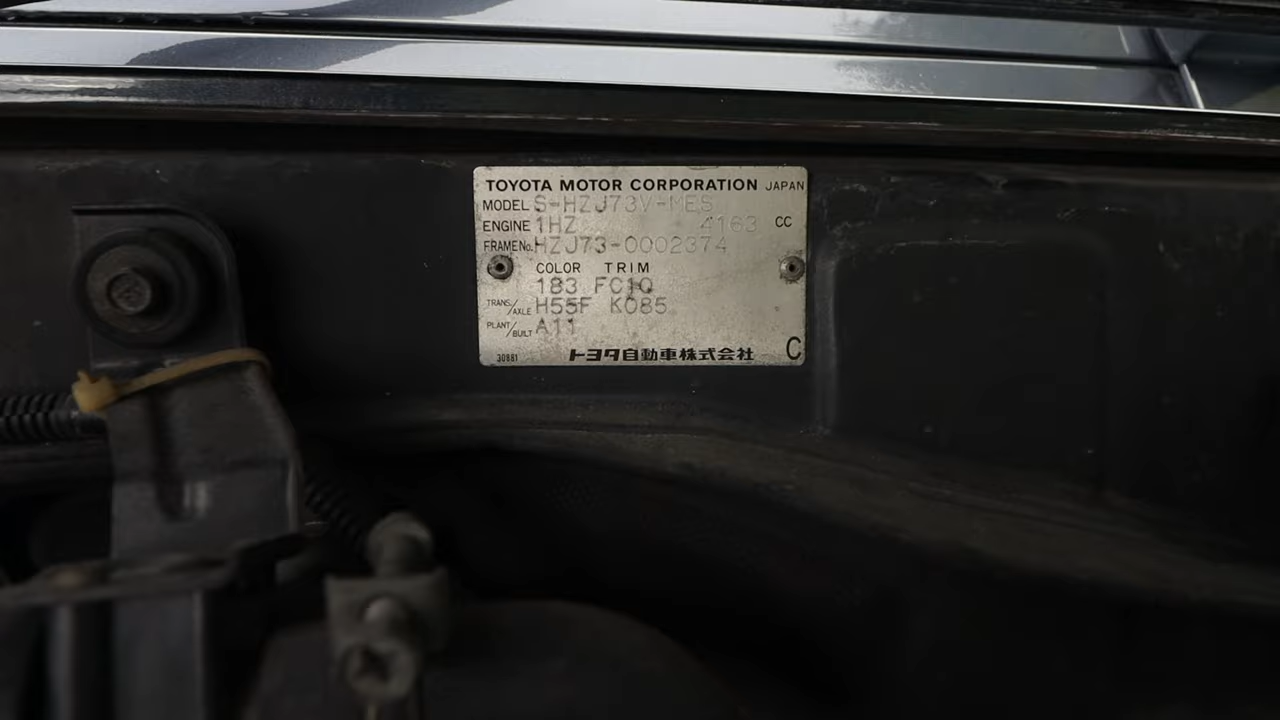 TOYOTA MOTOR CORPORATION JAPAN
MODEL S-HZJ73V-MES
ENGINE 1HZ 4163 CC
FRAME No. HZJ73-0002374
COLOR TRIM
183 FC10
TRANS./AXLE H55F K085
PLANT/BUILT A11
30881 トヨタ自動車株式会社 C